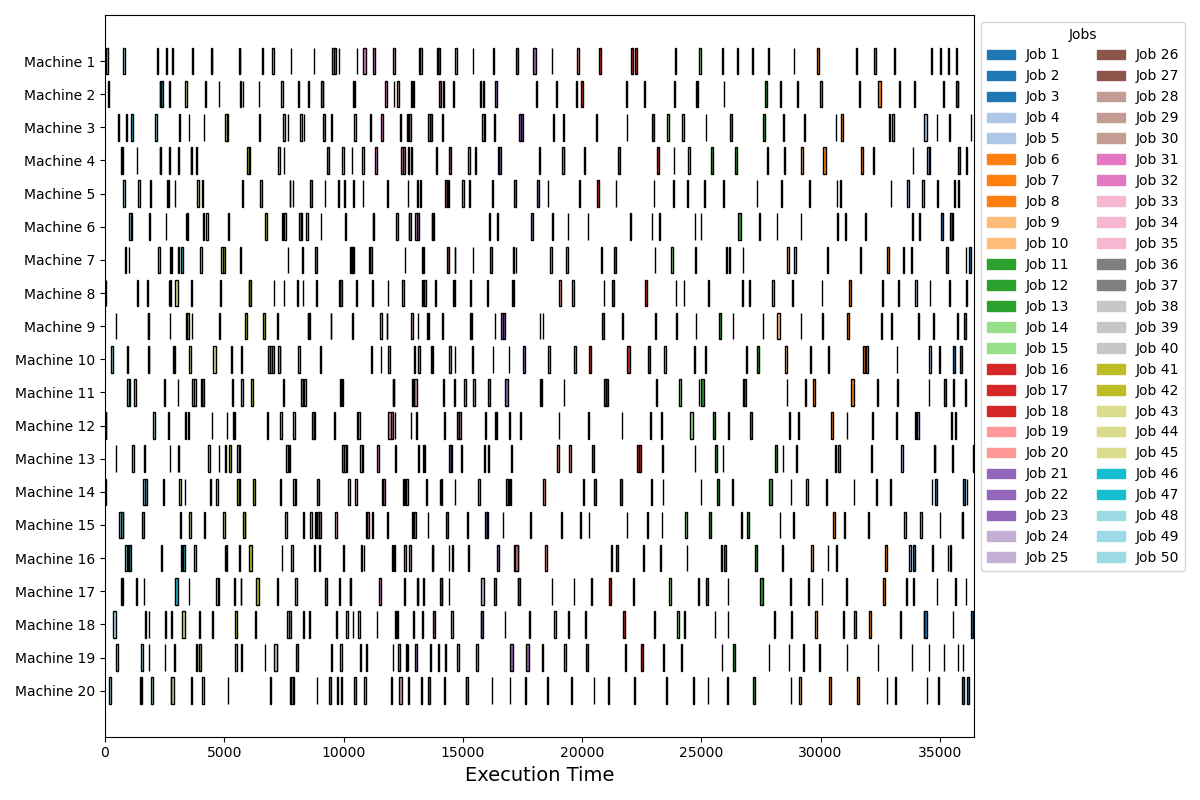 Machine 1
Machine 2
Machine 3
Machine 4
Machine 5
Machine 6
Machine 7
Machine 8
Machine 9
Machine 10
Machine 11
Machine 12
Machine 13
Machine 14
Machine 15
Machine 16
Machine 17
Machine 18
Machine 19
Machine 20
0 5000 10000 15000 20000 25000 30000 35000
Execution Time
Jobs
Job 1
Job 2
Job 3
Job 4
Job 5
Job 6
Job 7
Job 8
Job 9
Job 10
Job 11
Job 12
Job 13
Job 14
Job 15
Job 16
Job 17
Job 18
Job 19
Job 20
Job 21
Job 22
Job 23
Job 24
Job 25
Job 26
Job 27
Job 28
Job 29
Job 30
Job 31
Job 32
Job 33
Job 34
Job 35
Job 36
Job 37
Job 38
Job 39
Job 40
Job 41
Job 42
Job 43
Job 44
Job 45
Job 46
Job 47
Job 48
Job 49
Job 50